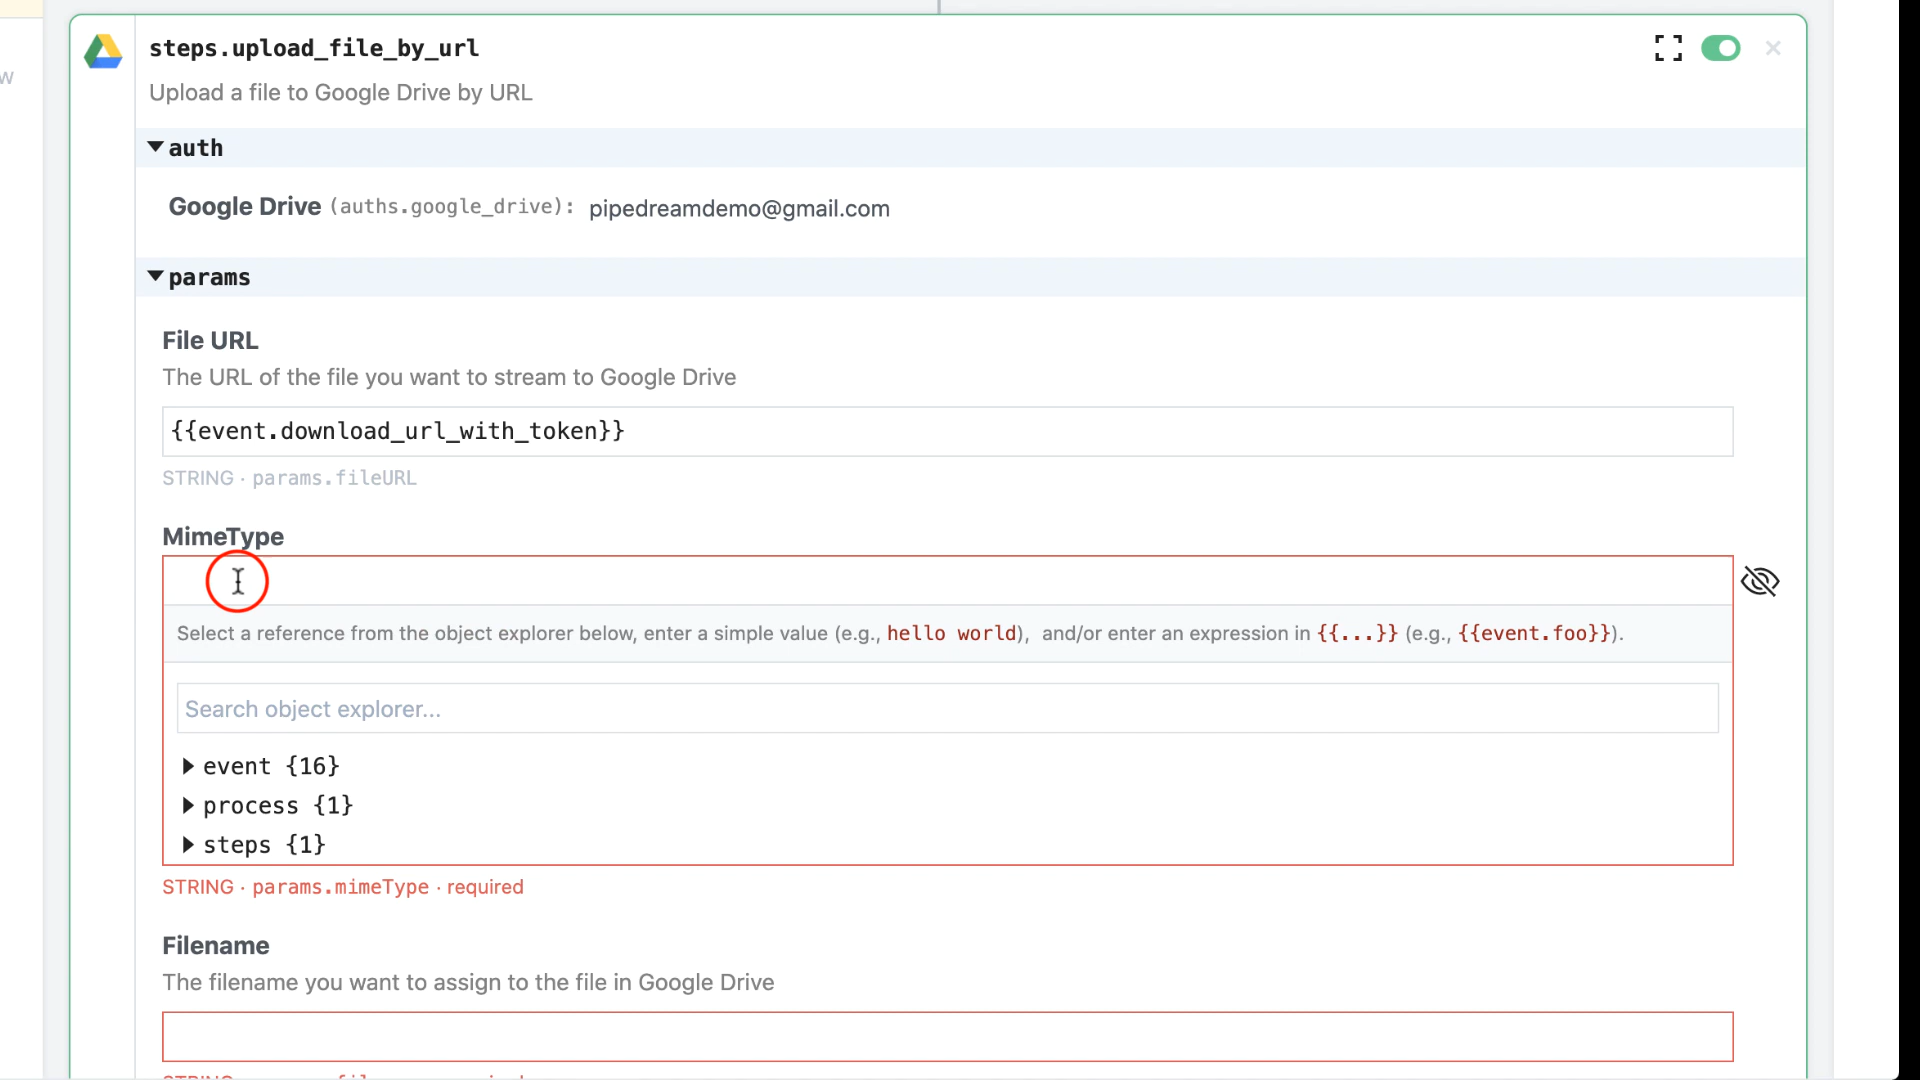 w
steps.upload_file_by_url
Upload a file to Google Drive by URL
auth
Google Drive (auths.google_drive): pipedreamdemo@gmail.com
params
File URL
The URL of the file you want to stream to Google Drive
{{event.download_url_with_token}}
STRING · params.fileURL
MimeType
Select a reference from the object explorer below, enter a simple value (e.g., hello world), and/or enter an expression in {{...}} (e.g., {{event.foo}}).
Search object explorer...
event {16}
process {1}
steps {1}
STRING · params.mimeType · required
Filename
The filename you want to assign to the file in Google Drive